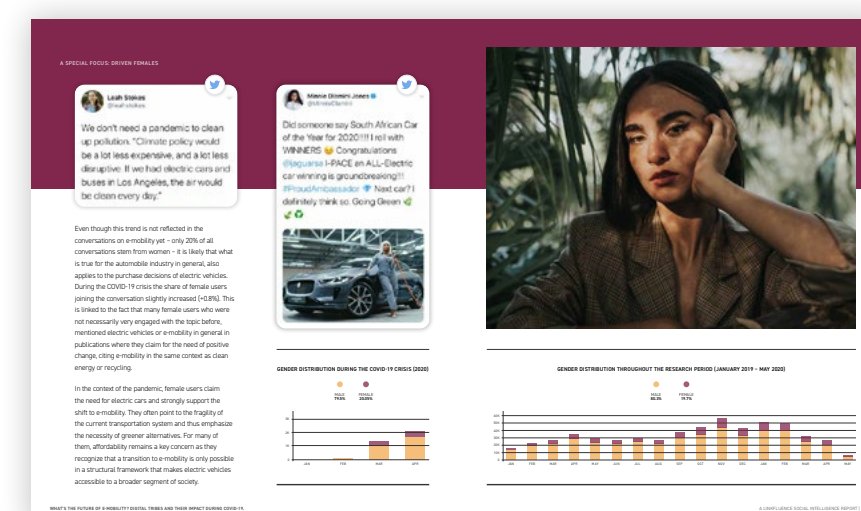 A SPECIAL FOCUS: DRIVEN FEMALES
Leah Stokes
@leahstokes
We don't need a pandemic to clean
up pollution. "Climate policy would
be a lot less expensive, and a lot less
disruptive. If we had electric cars and
buses in Los Angeles, the air would
be clean every day."
Even though this trend is not reflected in the
conversations on e-mobility yet – only 20% of all
conversations stem from women – it is likely that what
is true for the automobile industry in general, also
applies to the purchase decisions of electric vehicles.
During the COVID-19 crisis the share of female users
joining the conversation slightly increased (+0.8%). This
is linked to the fact that many female users who were
not necessarily very engaged with the topic before,
mentioned electric vehicles or e-mobility in general in
publications where they claim for the need of positive
change, citing e-mobility in the same context as clean
energy or recycling.
In the context of the pandemic, female users claim
the need for electric cars and strongly support the
shift to e-mobility. They often point to the fragility of
the current transportation system and thus emphasize
the necessity of greener alternatives. For many of
them, affordability remains a key concern as they
recognize that a transition to e-mobility is only possible
in a structural framework that makes electric vehicles
accessible to a broader segment of society.
Minnie Dlamini Jones
@MinnieDlamini
Did someone say South African Car
of the Year for 2020!!!! I roll with
WINNERS 😄 Congratulations
@jaguarsa I-PACE an ALL-Electric
car winning is groundbreaking!!!
#ProudAmbassador 💎 Next car? I
definitely think so. Going Green 🌿
🌿 ♻
GENDER DISTRIBUTION DURING THE COVID-19 CRISIS (2020)
MALE FEMALE
79.5% 20.05%
JAN FEB MAR APR
GENDER DISTRIBUTION THROUGHOUT THE RESEARCH PERIOD (JANUARY 2019 – MAY 2020)
MALE FEMALE
80.3% 19.7%
JAN FEB MAR APR MAY JUN JUL AUG SEP OCT NOV DEC JAN FEB MAR APR MAY
WHAT'S THE FUTURE OF E-MOBILITY? DIGITAL TRIBES AND THEIR IMPACT DURING COVID-19.
A LINKFLUENCE SOCIAL INTELLIGENCE REPORT